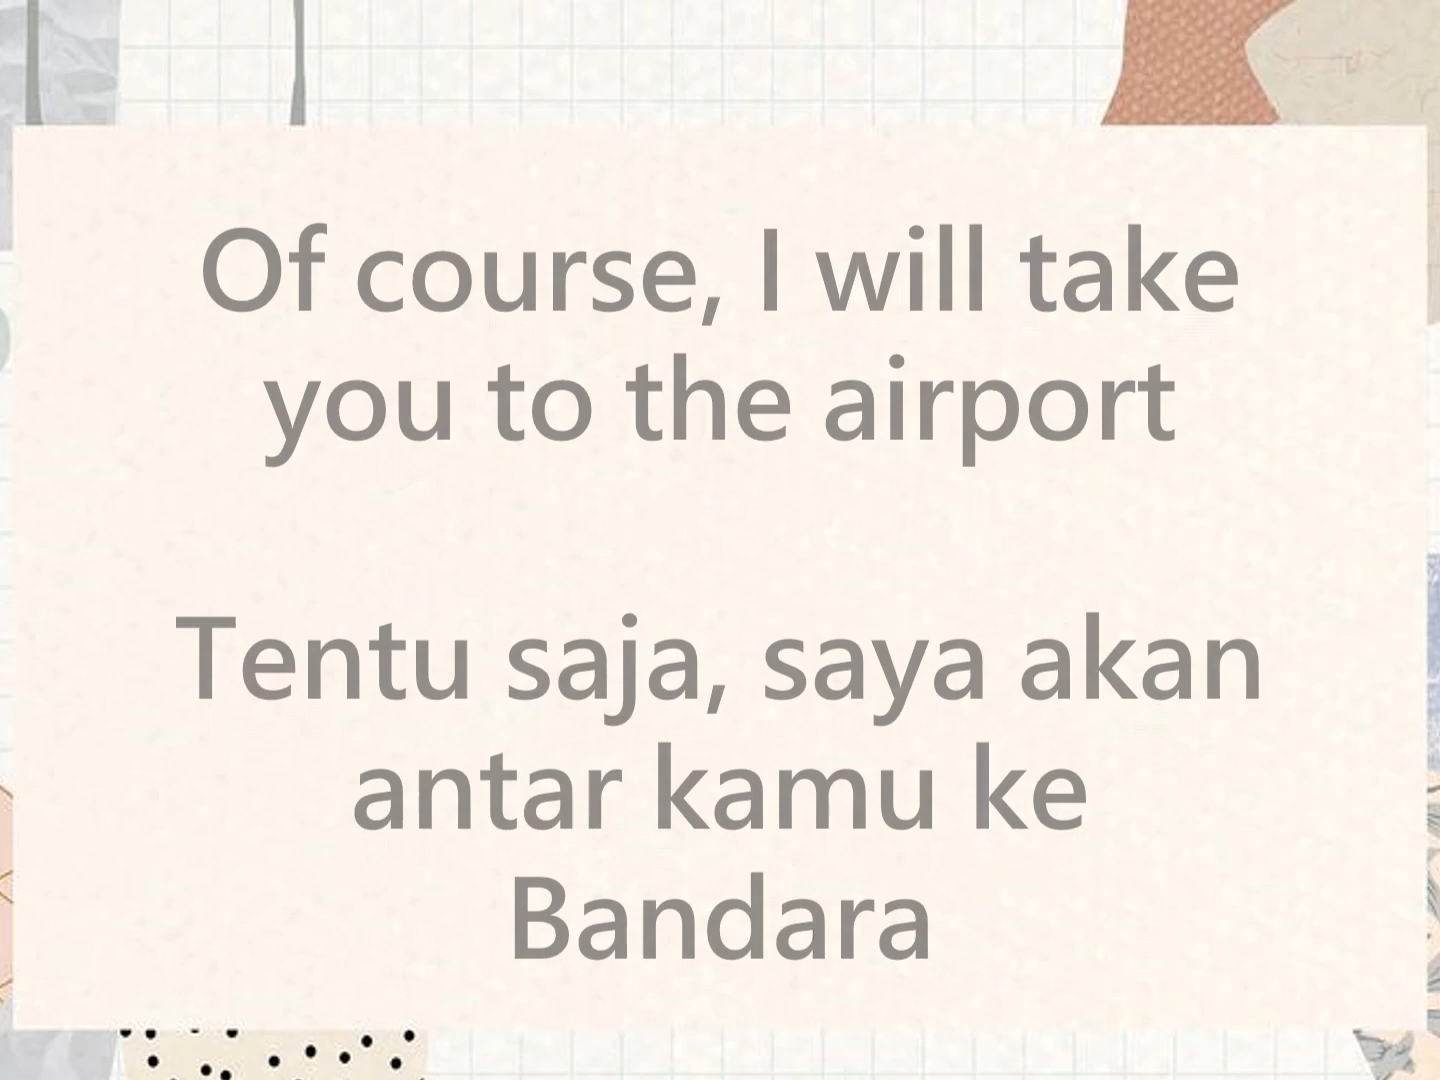 Of course, I will take
you to the airport
Tentu saja, saya akan
antar kamu ke
Bandara